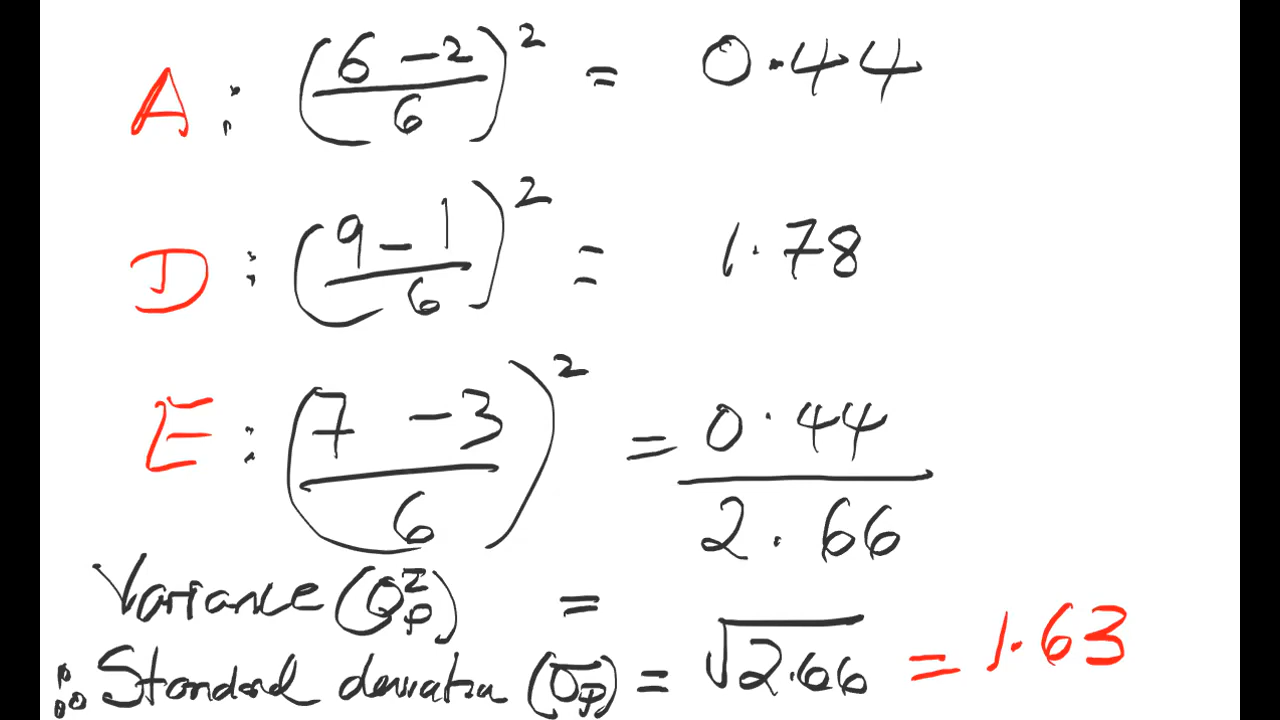 A : ((6 - 2)/6)² = 0.44
D : ((9 - 1)/6)² = 1.78
E : ((7 - 3)/6)² = 0.44
2.66
Variance (σ²p) =
∴ Standard deviation (σp) = √2.66 = 1.63